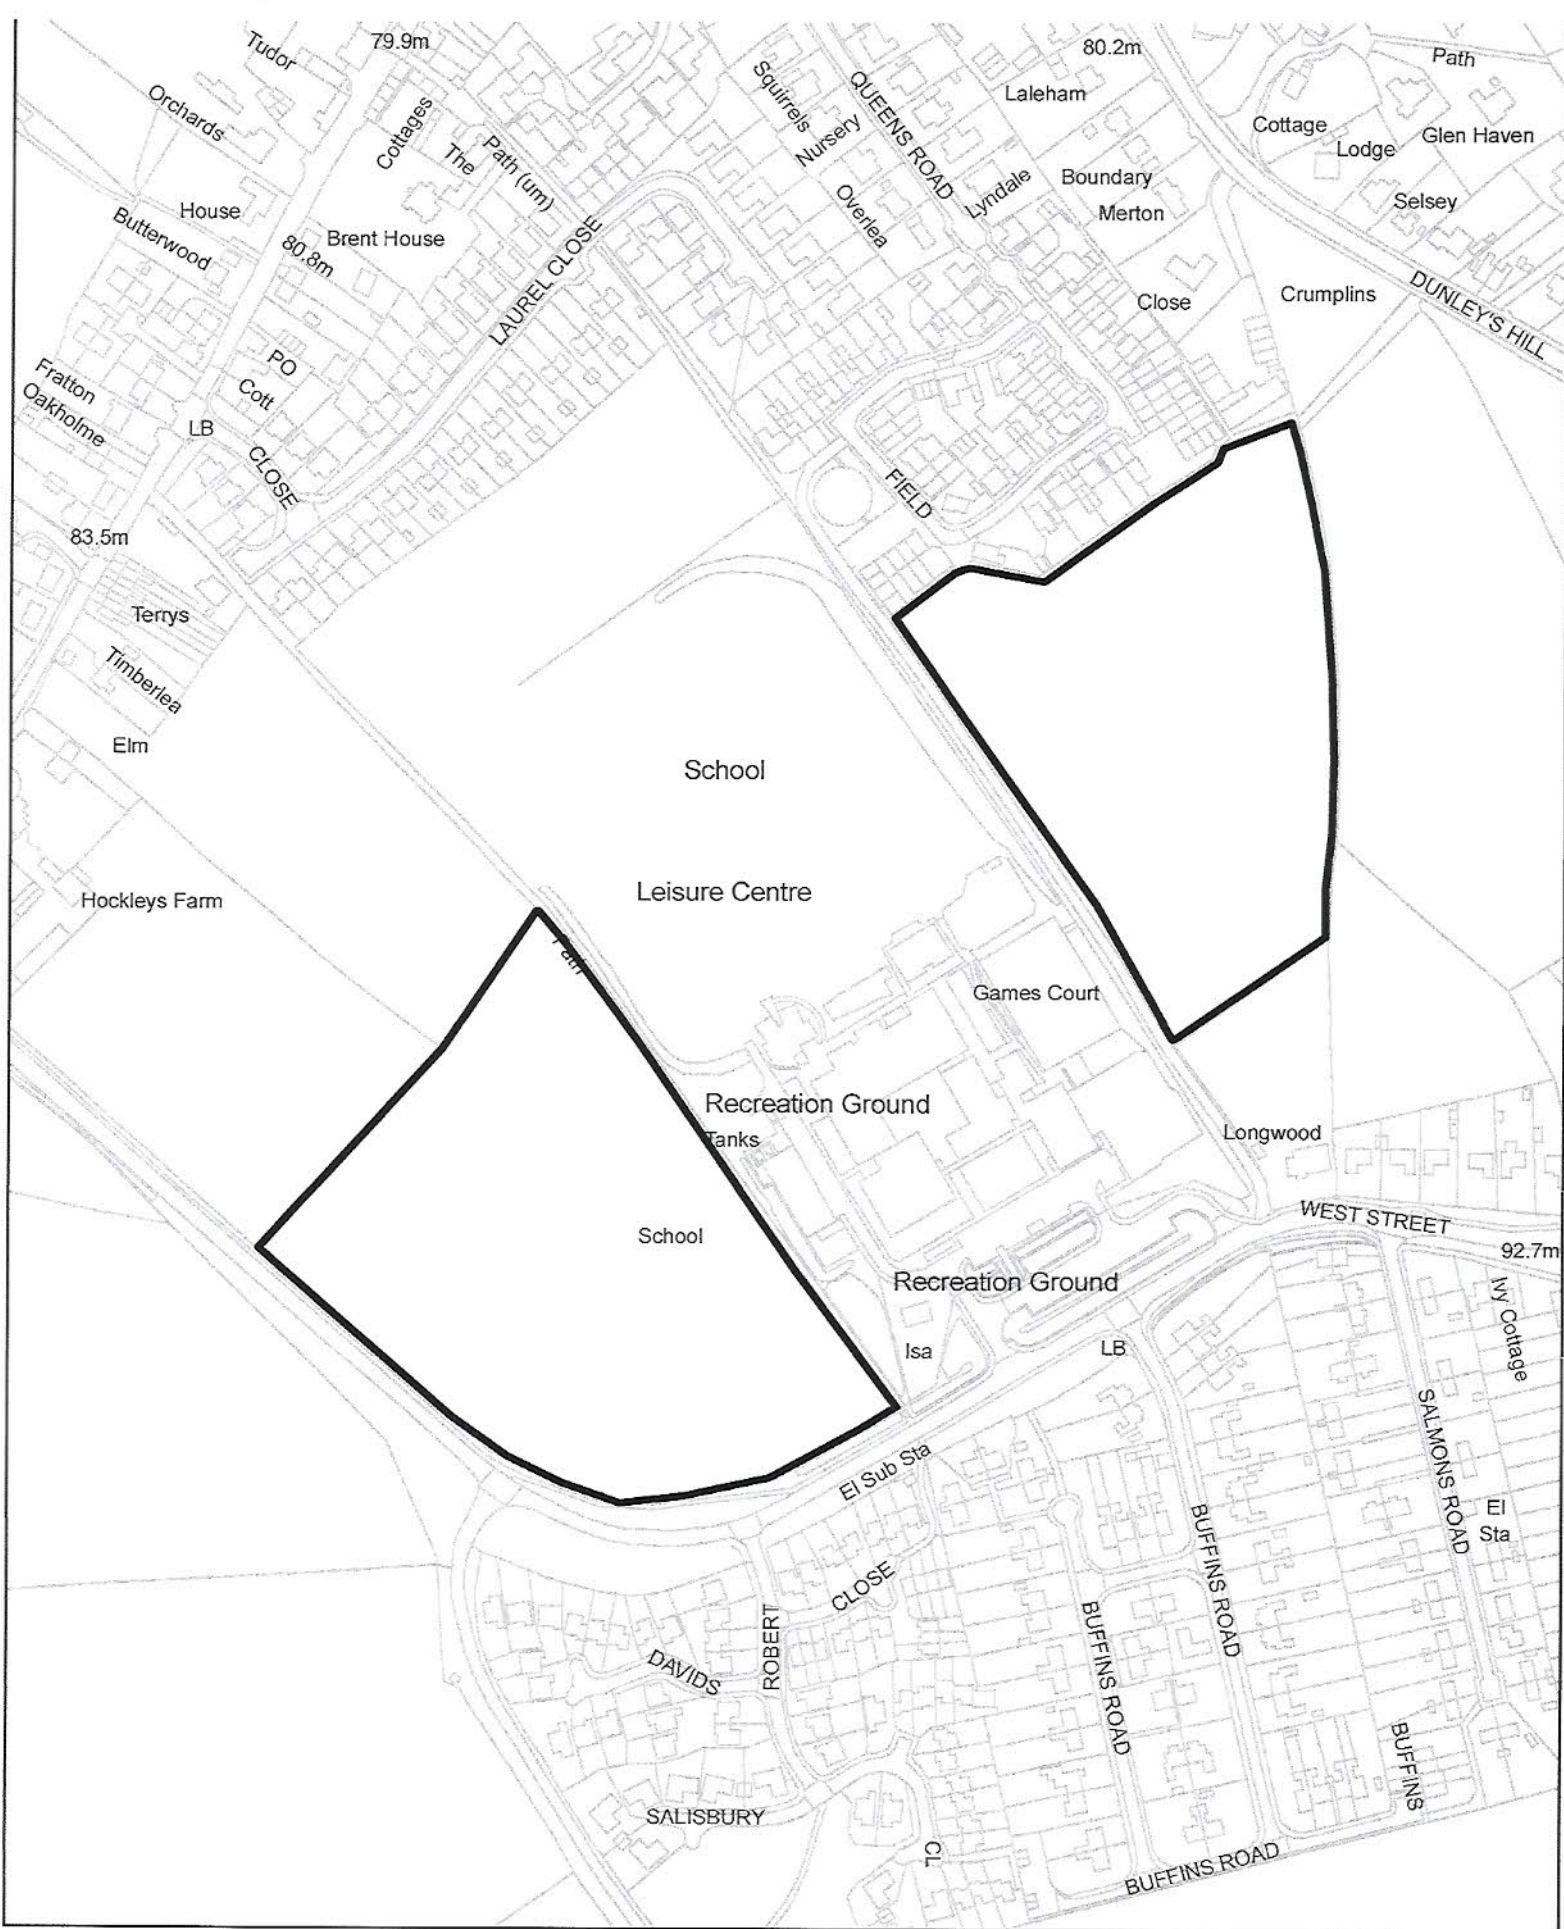 Tudor
79.9m
80.2m
Path
Orchards
Cottages
The
Path (um)
Squirrels
Nursery
QUEENS ROAD
Laleham
Cottage
Lodge
Glen Haven
House
Butterwood
Brent House
80.8m
LAUREL CLOSE
Overlea
Lyndale
Boundary
Merton
Selsey
Close
Crumplins
DUNLEY'S HILL
Fratton
Oakholme
PO
Cott
LB
CLOSE
FIELD
83.5m
Terrys
Timberlea
Elm
School
Leisure Centre
Hockleys Farm
Path
Games Court
Recreation Ground
Tanks
Longwood
School
WEST STREET
92.7m
Recreation Ground
Isa
LB
Ivy Cottage
El Sub Sta
SALMONS ROAD
El
Sta
BUFFINS ROAD
CLOSE
ROBERT
DAVIDS
BUFFINS ROAD
BUFFINS
SALISBURY
CL
BUFFINS ROAD